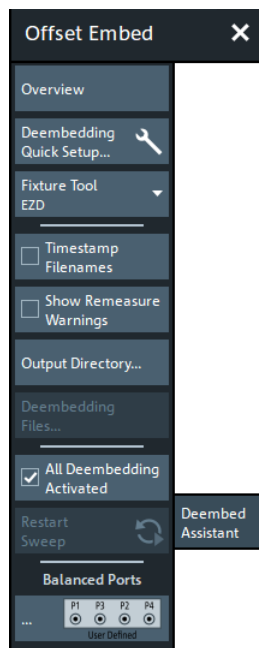 Offset Embed
Overview
Deembedding
Quick Setup...
Fixture Tool
EZD
Timestamp
Filenames
Show Remeasure
Warnings
Output Directory...
Deembedding
Files...
All Deembedding
Activated
Restart
Sweep
Deembed
Assistant
Balanced Ports
...
P1 P3 P2 P4
User Defined